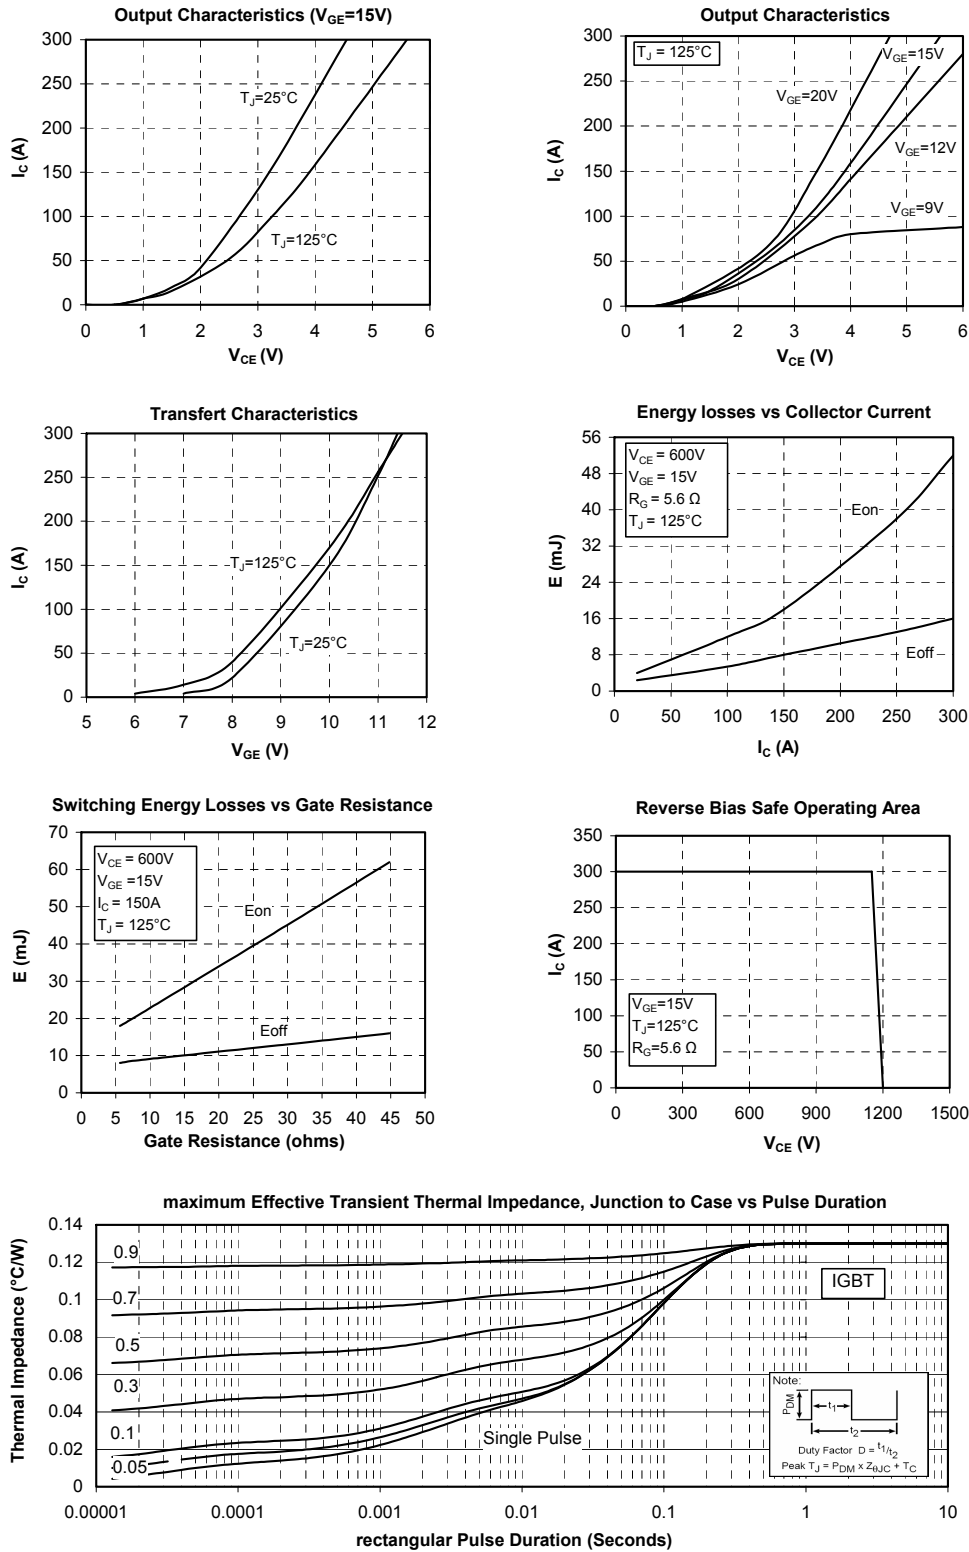 Output Characteristics (VGE=15V)
300
250
200
150
100
50
0
IC (A)
TJ=25°C
TJ=125°C
0 1 2 3 4 5 6
VCE (V)
Output Characteristics
300
250
200
150
100
50
0
IC (A)
TJ = 125°C
VGE=15V
VGE=20V
VGE=12V
VGE=9V
0 1 2 3 4 5 6
VCE (V)
Transfert Characteristics
300
250
200
150
100
50
0
IC (A)
TJ=125°C
TJ=25°C
5 6 7 8 9 10 11 12
VGE (V)
Energy losses vs Collector Current
56
48
40
32
24
16
8
0
E (mJ)
VCE = 600V
VGE = 15V
RG = 5.6 Ω
TJ = 125°C
Eon
Eoff
0 50 100 150 200 250 300
IC (A)
Switching Energy Losses vs Gate Resistance
70
60
50
40
30
20
10
0
E (mJ)
VCE = 600V
VGE =15V
IC = 150A
TJ = 125°C
Eon
Eoff
0 5 10 15 20 25 30 35 40 45 50
Gate Resistance (ohms)
Reverse Bias Safe Operating Area
350
300
250
200
150
100
50
0
IC (A)
VGE=15V
TJ=125°C
RG=5.6 Ω
0 300 600 900 1200 1500
VCE (V)
maximum Effective Transient Thermal Impedance, Junction to Case vs Pulse Duration
0.14
0.12
0.1
0.08
0.06
0.04
0.02
0
Thermal Impedance (°C/W)
0.9
0.7
0.5
0.3
0.1
0.05
Single Pulse
IGBT
Note:
PDM
t1
t2
Duty Factor D = t1/t2
Peak TJ = PDM x ZθJC + TC
0.00001 0.0001 0.001 0.01 0.1 1 10
rectangular Pulse Duration (Seconds)